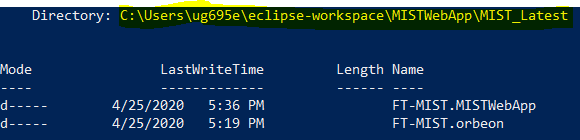 Directory: C:\Users\ug695e\eclipse-workspace\MISTWebApp\MIST_Latest
Mode LastWriteTime Length Name
---- ------------- ------ ----
d----- 4/25/2020 5:36 PM FT-MIST.MISTWebApp
d----- 4/25/2020 5:19 PM FT-MIST.orbeon